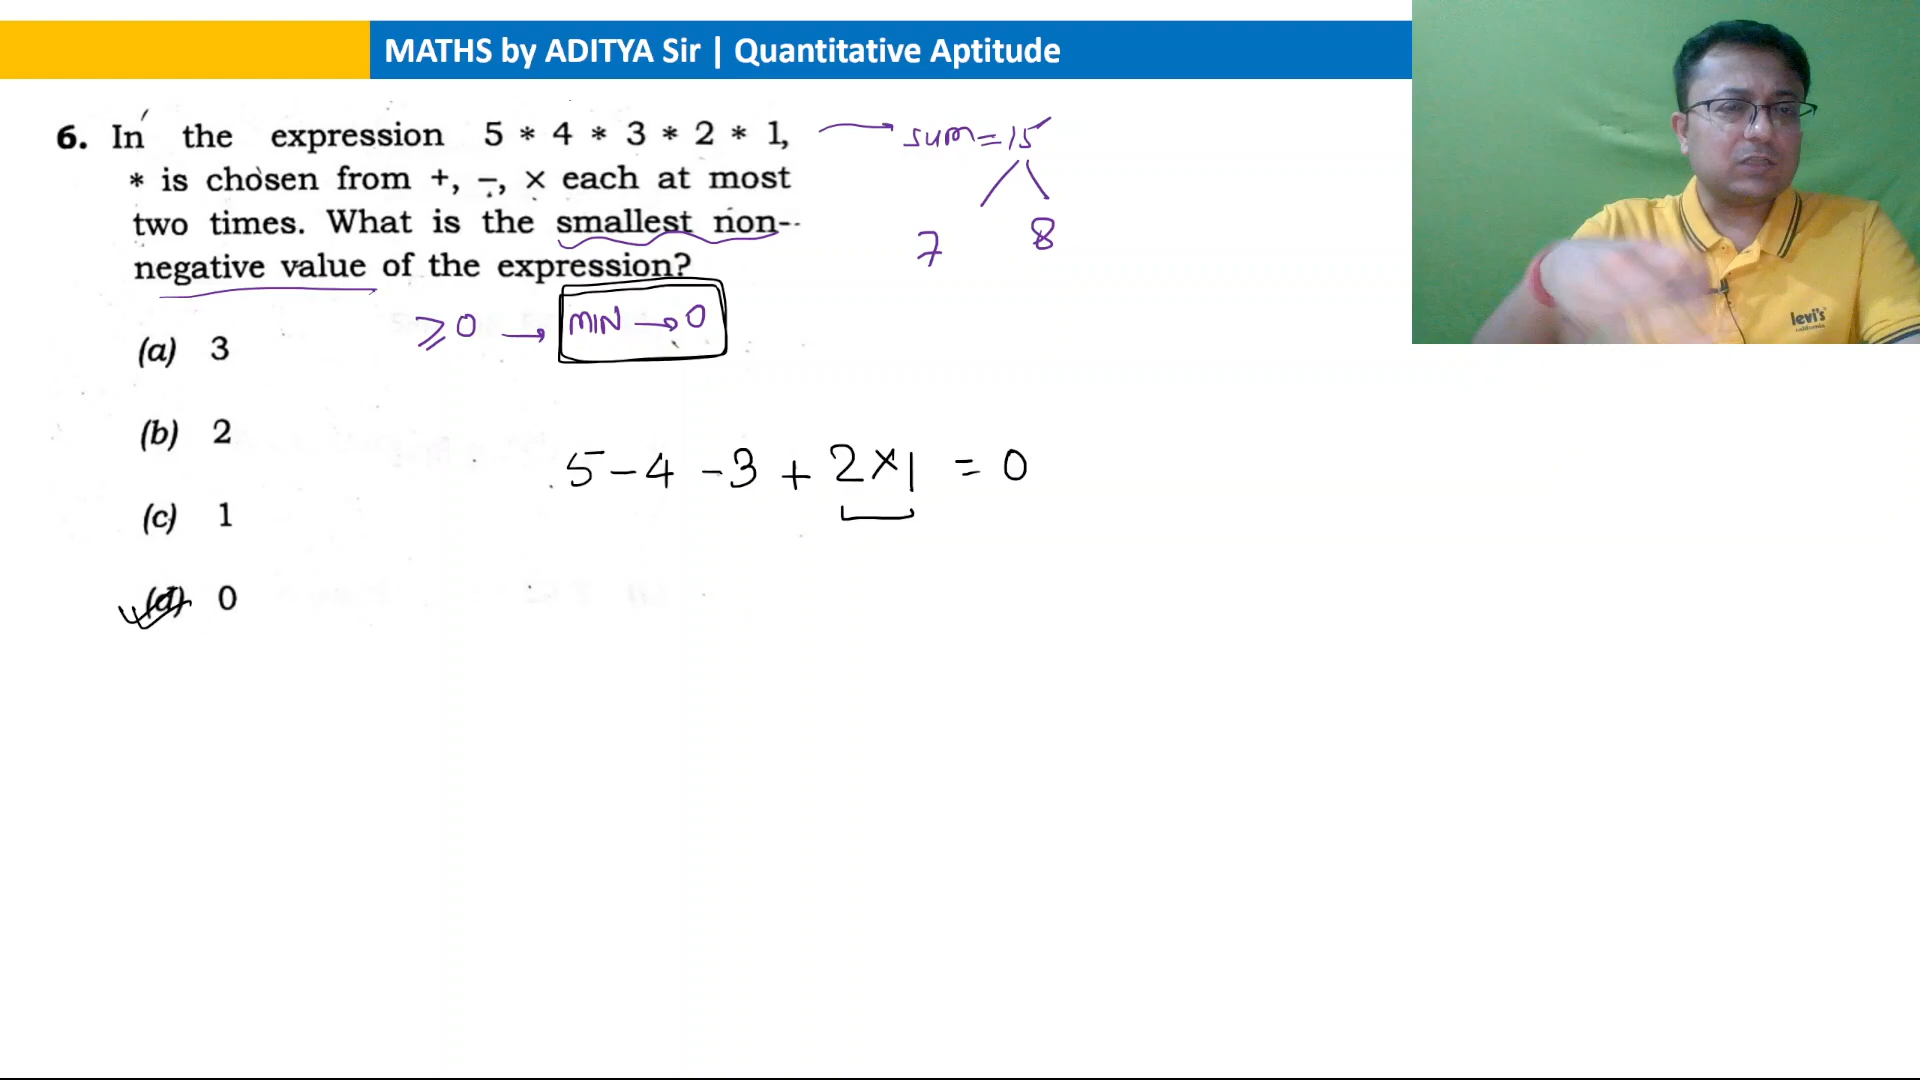 MATHS by ADITYA Sir | Quantitative Aptitude
6. In the expression 5 * 4 * 3 * 2 * 1,
* is chosen from +, −, × each at most
two times. What is the smallest non-
negative value of the expression?
sum=15
7 8
⩾0 → MIN → 0
(a) 3
(b) 2
(c) 1
(d) 0
5 − 4 − 3 + 2×1 = 0
levi's
california